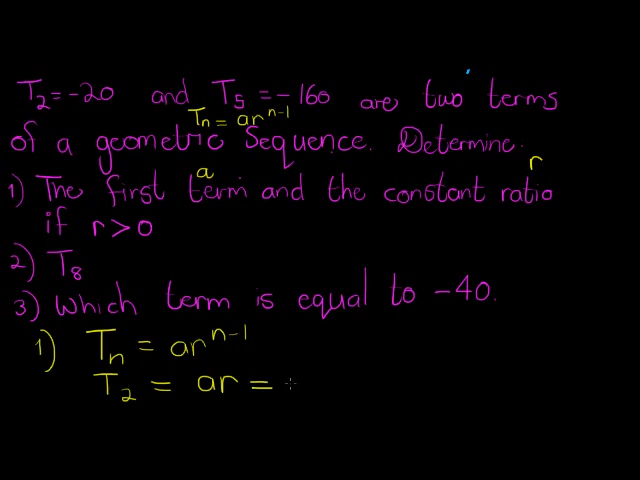 T₂ = -20 and T₅ = -160 are two terms
Tₙ = arⁿ⁻¹
of a geometric Sequence. Determine.
a r
1) The first term and the constant ratio
if r > 0
2) T₈
3) Which term is equal to -40.
1) Tₙ = arⁿ⁻¹
T₂ = ar =